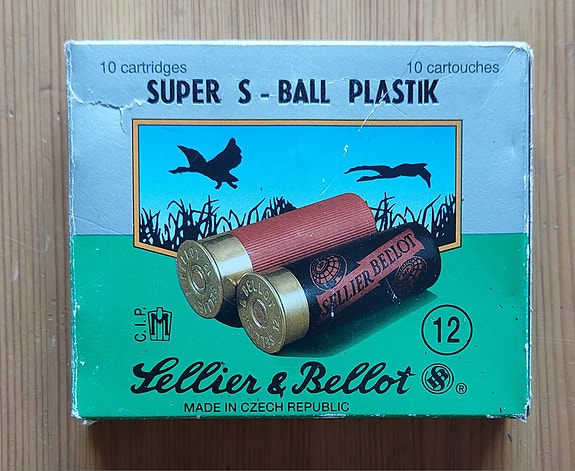 10 cartridges
10 cartouches
SUPER S - BALL PLASTIK
SELLIER BELLOT
C.I.P.
12
Sellier & Bellot ®
MADE IN CZECH REPUBLIC